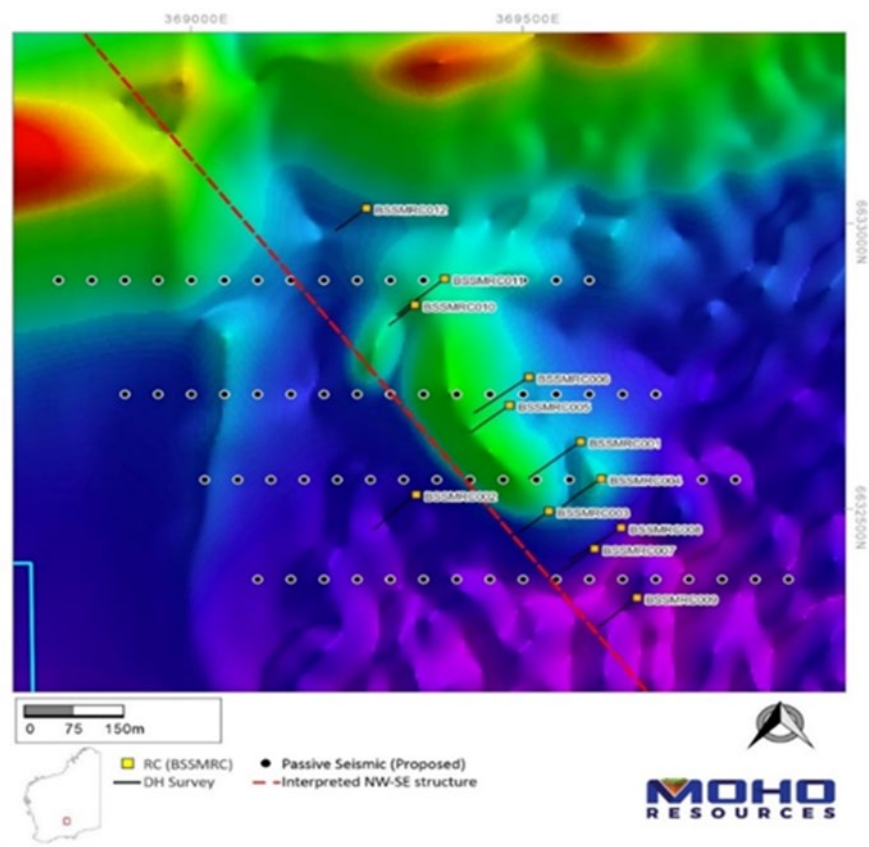 369000E 369500E
BSSMRC012
6633000N
BSSMRC011
BSSMRC010
BSSMRC006
BSSMRC005
BSSMRC001
BSSMRC004
BSSMRC002
BSSMRC003
6632500N
BSSMRC008
BSSMRC007
BSSMRC009
0 75 150m
RC (BSSMRC) Passive Seismic (Proposed)
DH Survey Interpreted NW-SE structure
MOHO
RESOURCES